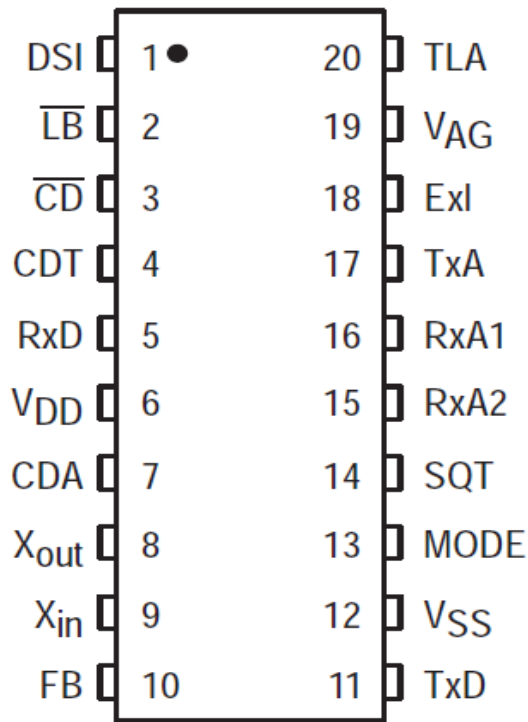 DSI 1 20 TLA
L̅B̅ 2 19 VAG
C̅D̅ 3 18 ExI
CDT 4 17 TxA
RxD 5 16 RxA1
VDD 6 15 RxA2
CDA 7 14 SQT
Xout 8 13 MODE
Xin 9 12 VSS
FB 10 11 TxD